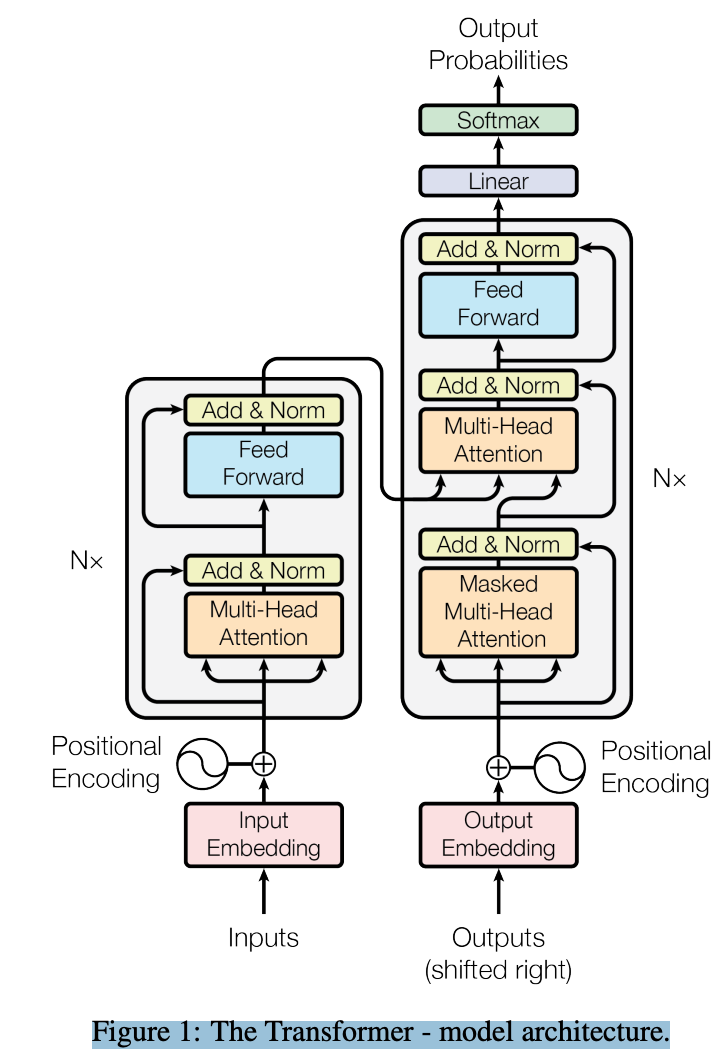 Output
Probabilities
Softmax
Linear
Add & Norm
Feed
Forward
Add & Norm
Multi-Head
Attention
N×
Add & Norm
Masked
Multi-Head
Attention
Add & Norm
Feed
Forward
N×
Add & Norm
Multi-Head
Attention
Positional
Encoding
Positional
Encoding
Input
Embedding
Output
Embedding
Inputs
Outputs
(shifted right)
Figure 1: The Transformer - model architecture.